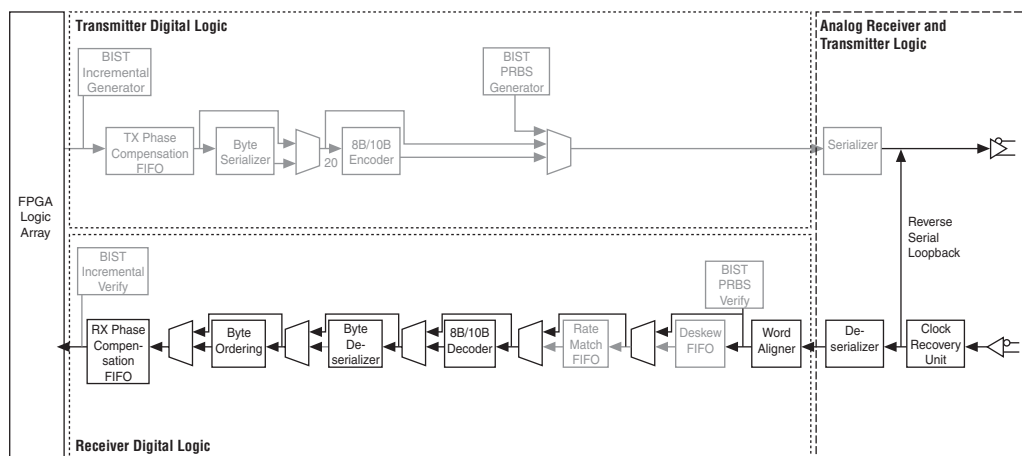 Transmitter Digital Logic
Analog Receiver and
Transmitter Logic
BIST
Incremental
Generator
BIST
PRBS
Generator
TX Phase
Compensation
FIFO
Byte
Serializer
20
8B/10B
Encoder
Serializer
FPGA
Logic
Array
Reverse
Serial
Loopback
BIST
Incremental
Verify
BIST
PRBS
Verify
RX Phase
Compen-
sation
FIFO
Byte
Ordering
Byte
De-
serializer
8B/10B
Decoder
Rate
Match
FIFO
Deskew
FIFO
Word
Aligner
De-
serializer
Clock
Recovery
Unit
Receiver Digital Logic